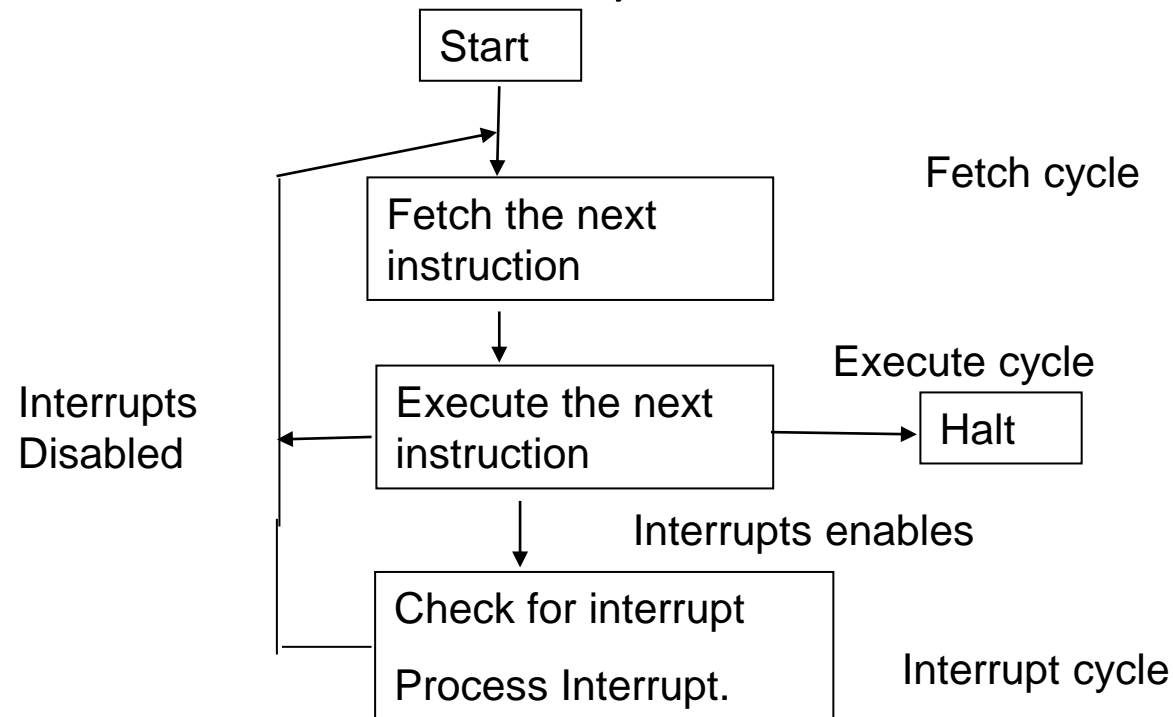 Start
Fetch cycle
Fetch the next
instruction
Execute cycle
Interrupts
Disabled
Execute the next
instruction
Halt
Interrupts enables
Check for interrupt
Process Interrupt.
Interrupt cycle